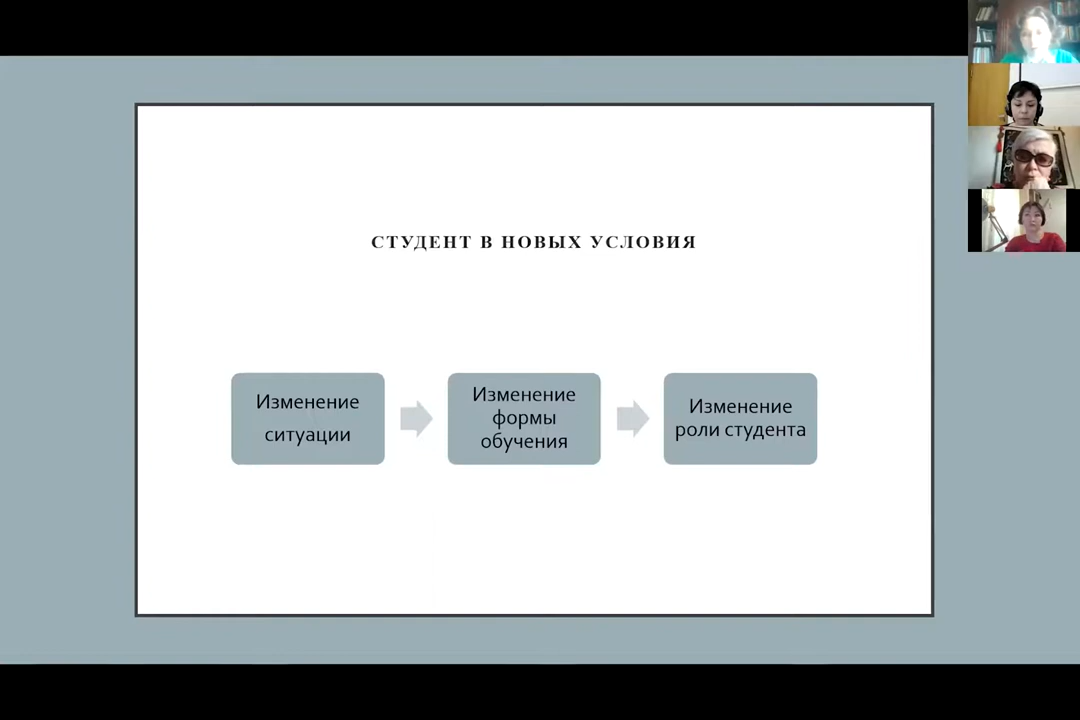 СТУДЕНТ В НОВЫХ УСЛОВИЯ
Изменение
ситуации
Изменение
формы
обучения
Изменение
роли студента